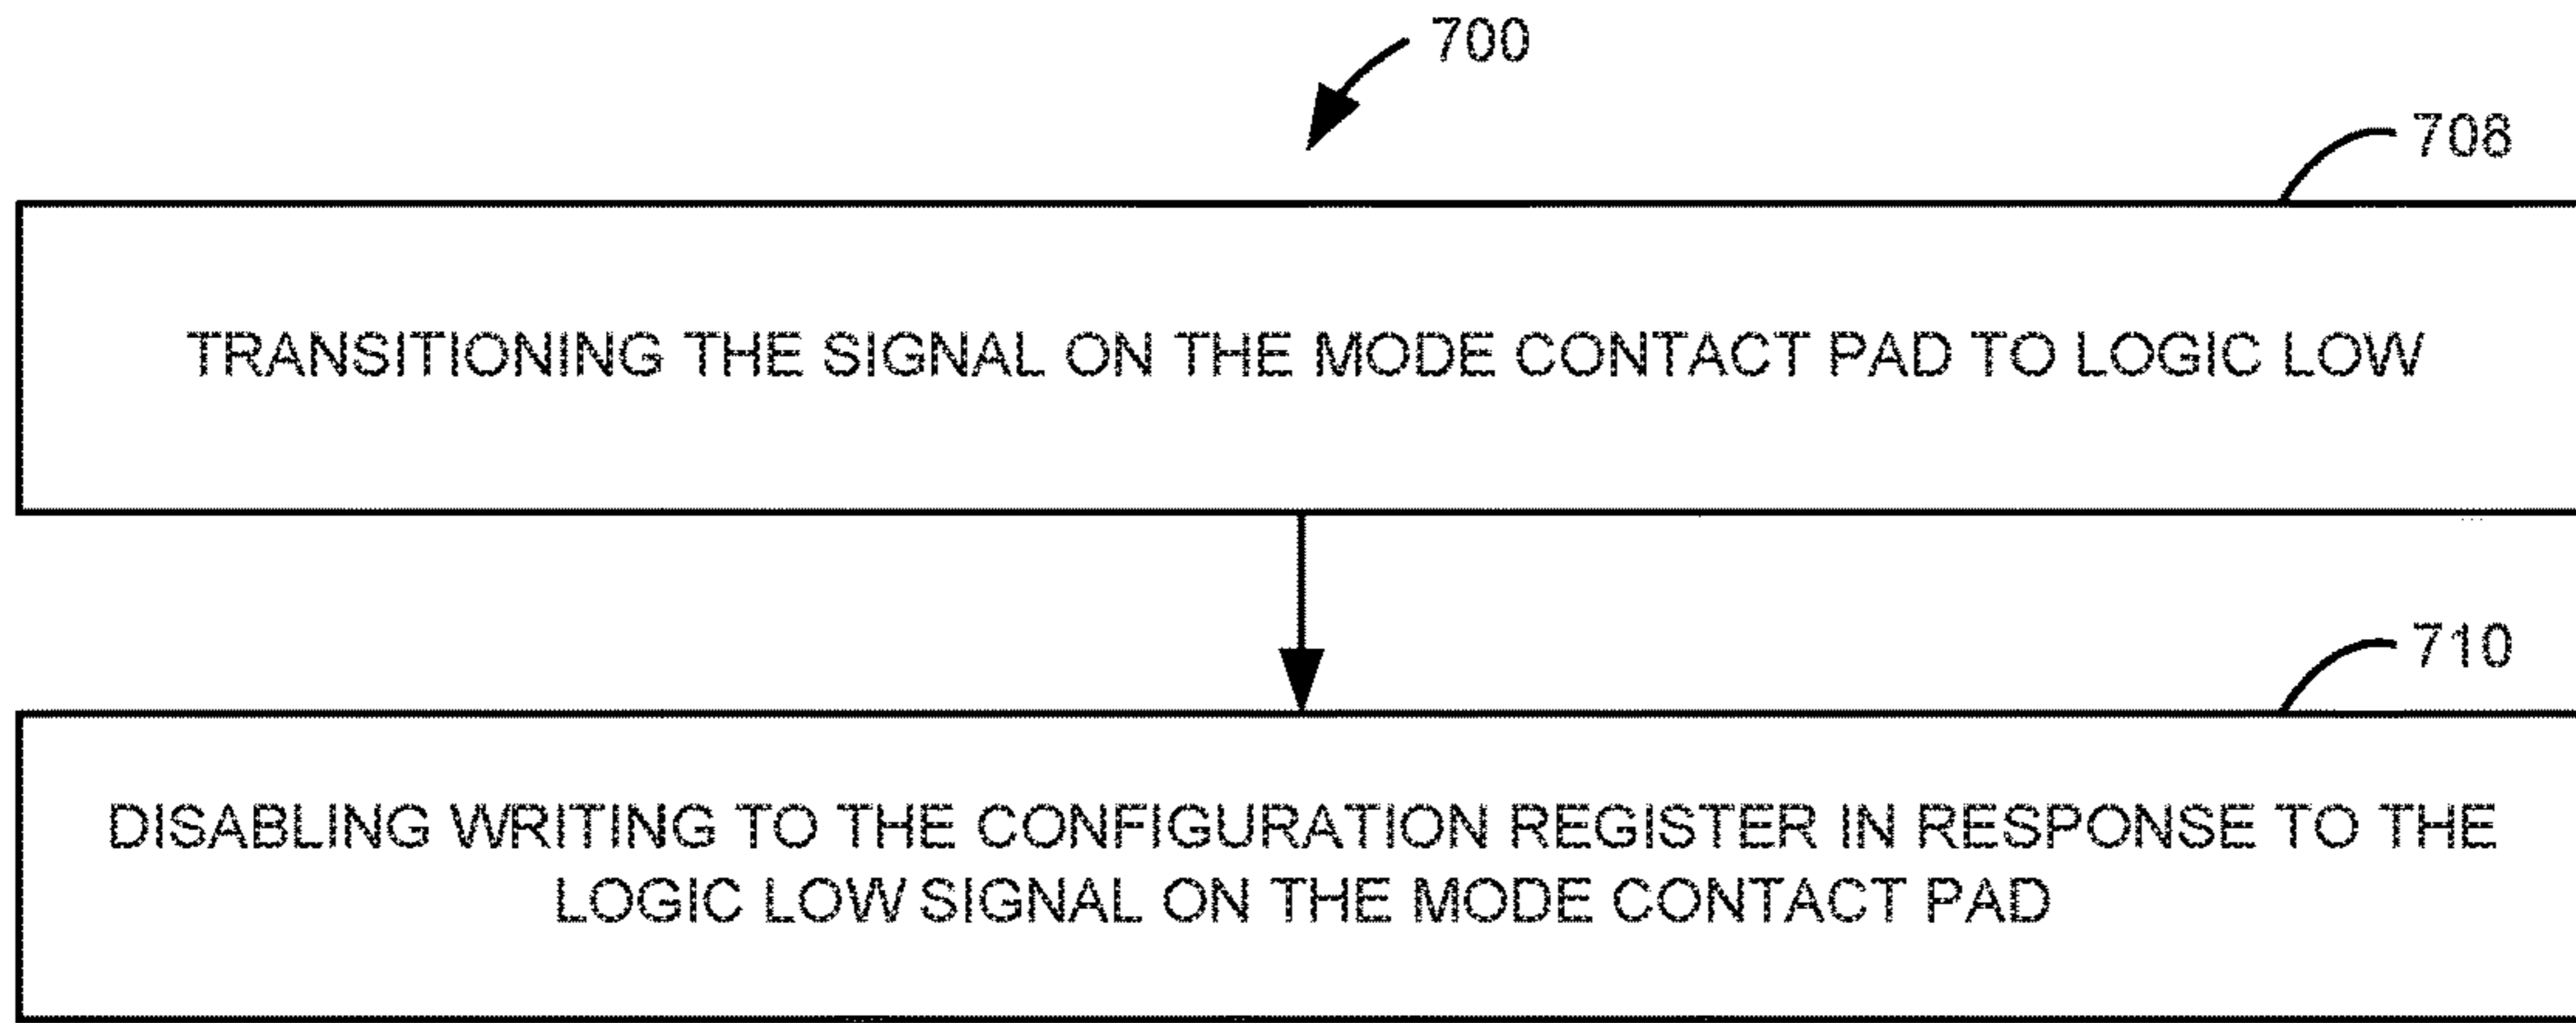 700
708
TRANSITIONING THE SIGNAL ON THE MODE CONTACT PAD TO LOGIC LOW
710
DISABLING WRITING TO THE CONFIGURATION REGISTER IN RESPONSE TO THE
LOGIC LOW SIGNAL ON THE MODE CONTACT PAD